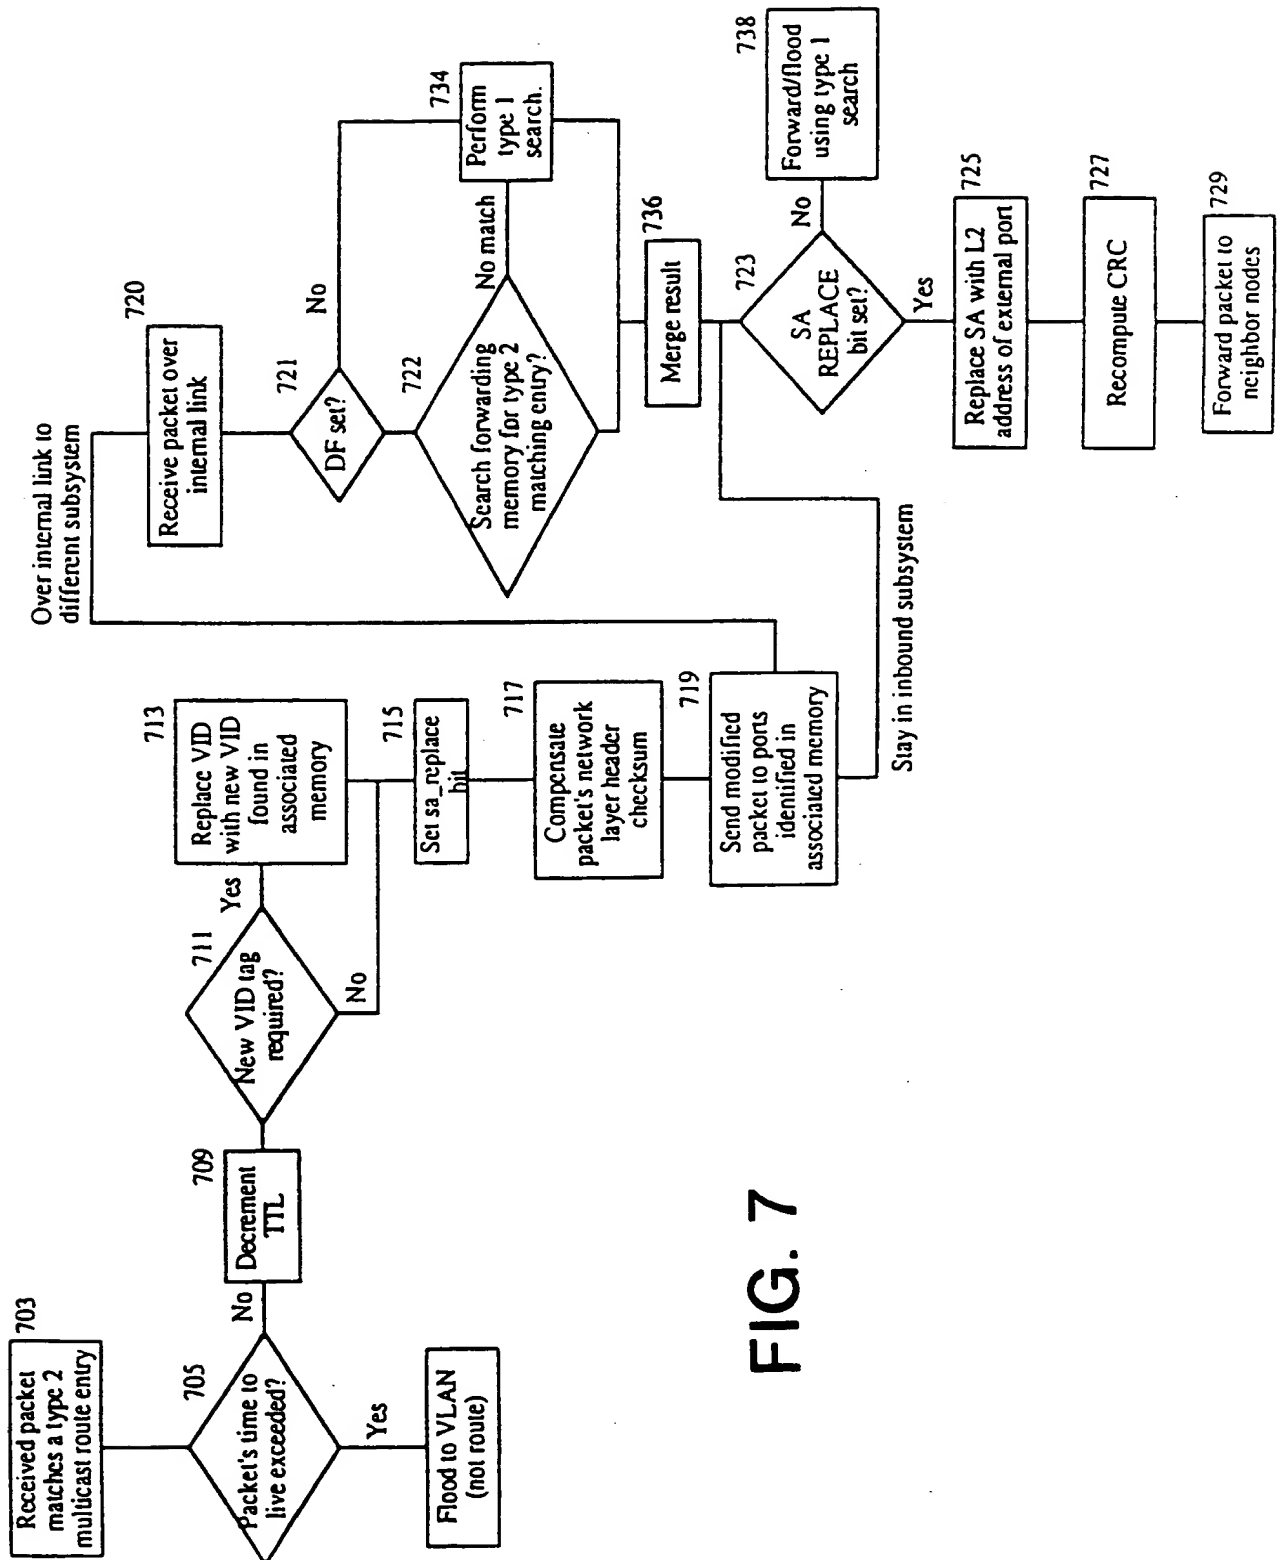 Received packet
matches a type 2
multicast route entry
703
705
Packet's time to
live exceeded?
Yes
Flood to VLAN
(not route)
No
709
Decrement
TTL
711
New VID tag
required?
Yes
No
713
Replace VID
with new VID
found in
associated
memory
715
Set sa_replace
bit
717
Compensate
packet's network
layer header
checksum
719
Send modified
packet to ports
identified in
associated memory
Over internal link to
different subsystem
Stay in inbound subsystem
720
Receive packet over
internal link
721
DF set?
No
722
Search forwarding
memory for type 2
matching entry?
No match
734
Perform
type 1
search.
736
Merge result
723
SA
REPLACE
bit set?
No
738
Forward/flood
using type 1
search
Yes
725
Replace SA with L2
address of external port
727
Recompute CRC
729
Forward packet to
neighbor nodes
FIG. 7